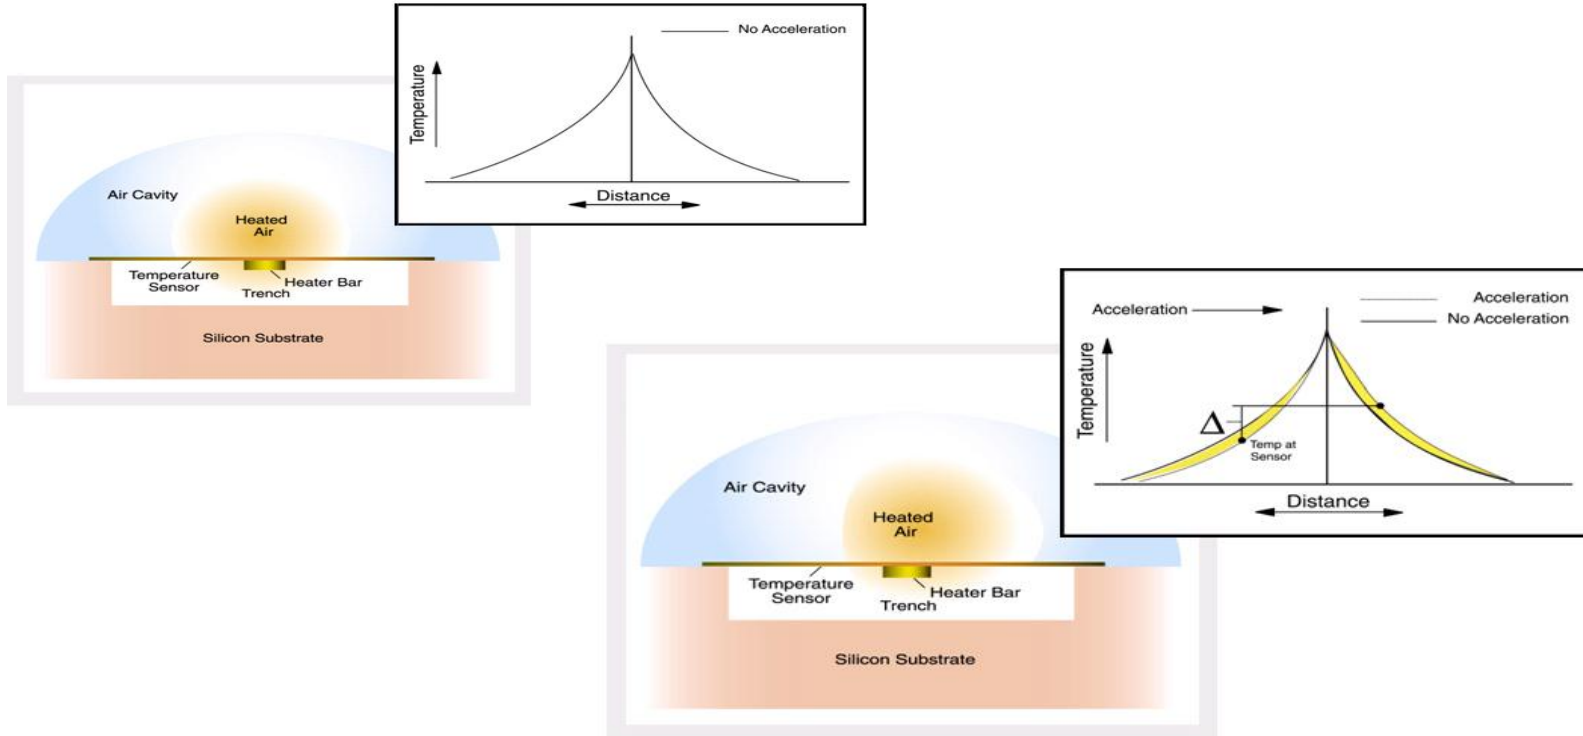 No Acceleration
Temperature
Distance
Air Cavity
Heated
Air
Temperature
Sensor
Heater Bar
Trench
Silicon Substrate
Acceleration
Acceleration
No Acceleration
Temperature
Δ
Temp at
Sensor
Distance
Air Cavity
Heated
Air
Temperature
Sensor
Heater Bar
Trench
Silicon Substrate